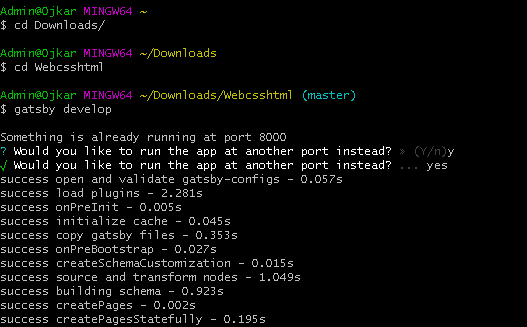 Admin@Ojkar MINGW64 ~
$ cd Downloads/
Admin@Ojkar MINGW64 ~/Downloads
$ cd Webcsshtml
Admin@Ojkar MINGW64 ~/Downloads/Webcsshtml (master)
$ gatsby develop
Something is already running at port 8000
? Would you like to run the app at another port instead? » (Y/n)y
√ Would you like to run the app at another port instead? ... yes
success open and validate gatsby-configs - 0.057s
success load plugins - 2.281s
success onPreInit - 0.005s
success initialize cache - 0.045s
success copy gatsby files - 0.353s
success onPreBootstrap - 0.027s
success createSchemaCustomization - 0.015s
success source and transform nodes - 1.049s
success building schema - 0.923s
success createPages - 0.002s
success createPagesStatefully - 0.195s